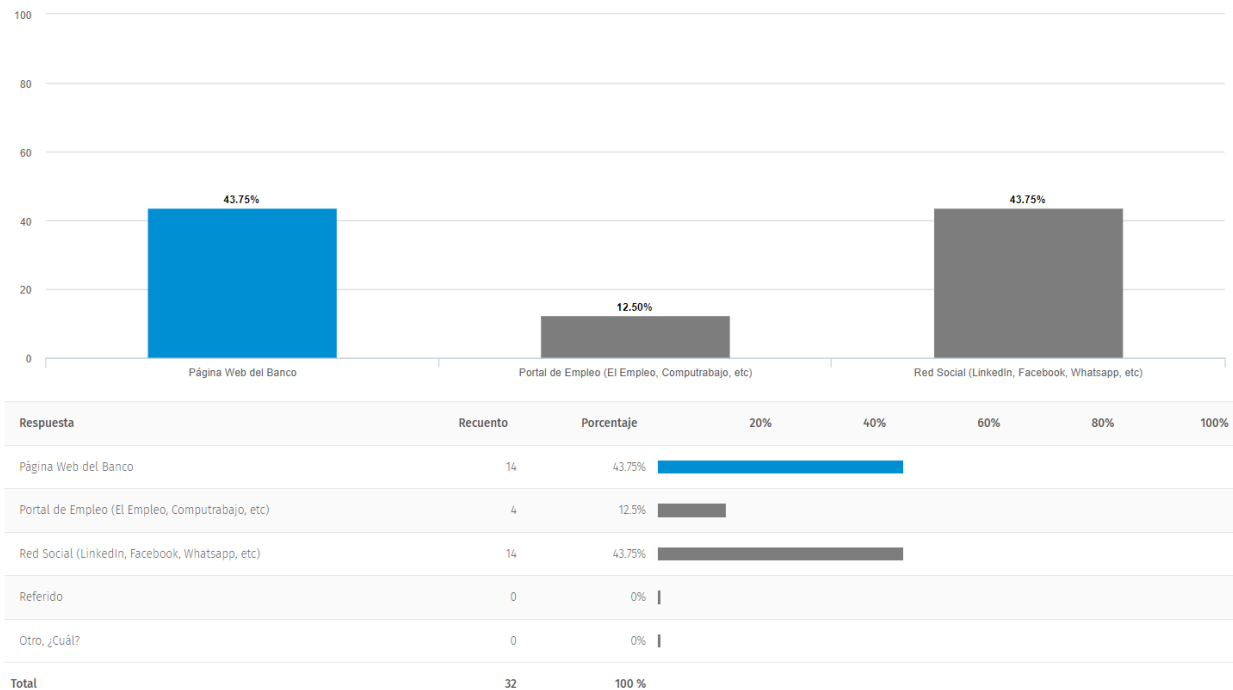 100
80
60
40
20
0
43.75%
12.50%
43.75%
Página Web del Banco
Portal de Empleo (El Empleo, Computrabajo, etc)
Red Social (LinkedIn, Facebook, Whatsapp, etc)
Respuesta Recuento Porcentaje 20% 40% 60% 80% 100%
Página Web del Banco 14 43.75%
Portal de Empleo (El Empleo, Computrabajo, etc) 4 12.5%
Red Social (LinkedIn, Facebook, Whatsapp, etc) 14 43.75%
Referido 0 0%
Otro, ¿Cuál? 0 0%
Total 32 100 %